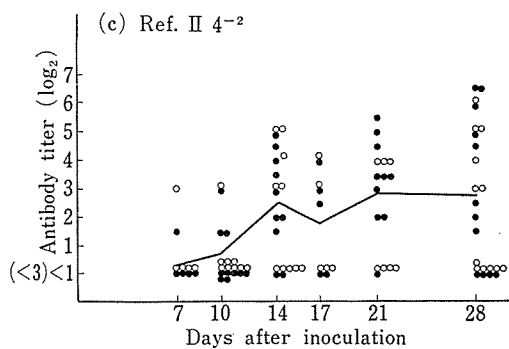 (c) Ref. II 4⁻²
Antibody titer (log₂)
7
6
5
4
3
2
1
(<3)<1
7 10 14 17 21 28
Days after inoculation